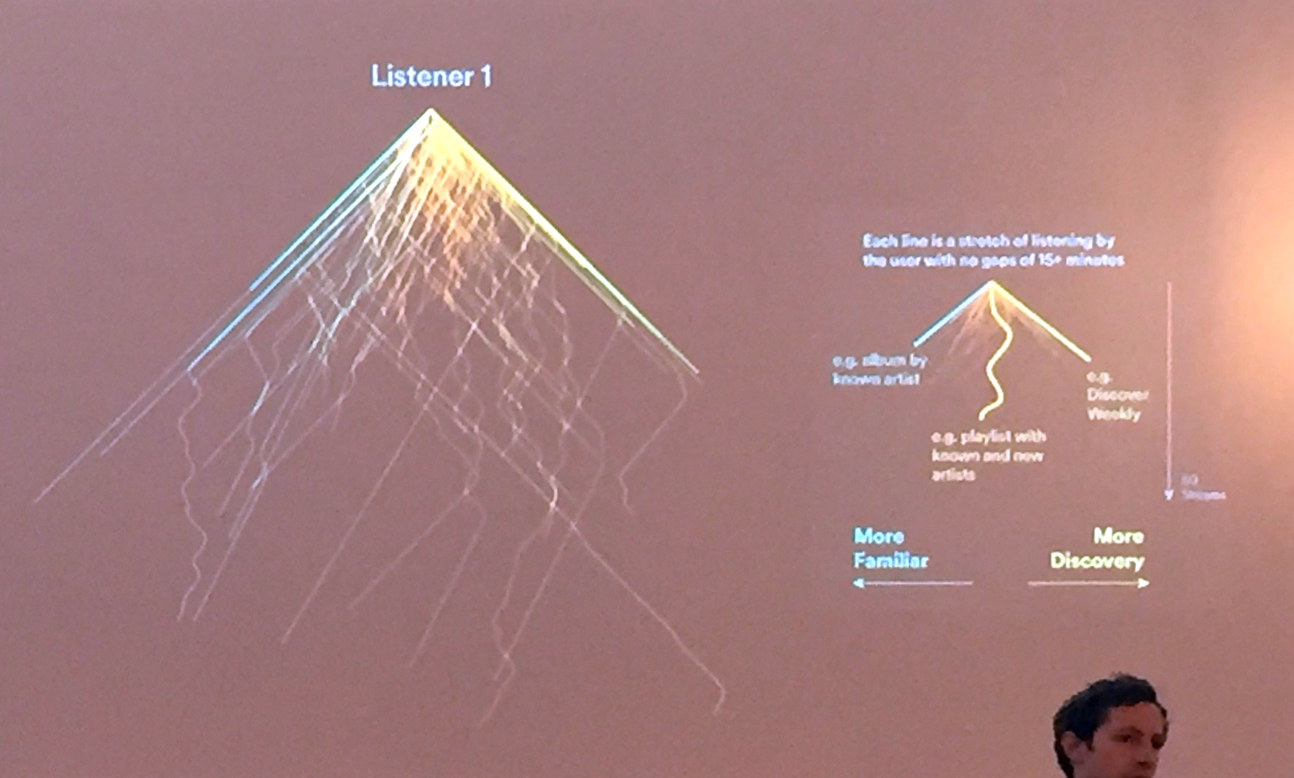 Listener 1
Each line is a stretch of listening by
the user with no gaps of 15+ minutes
e.g. album by
known artist
e.g.
Discover
Weekly
e.g. playlist with
known and new
artists
Streams
More
Familiar
More
Discovery